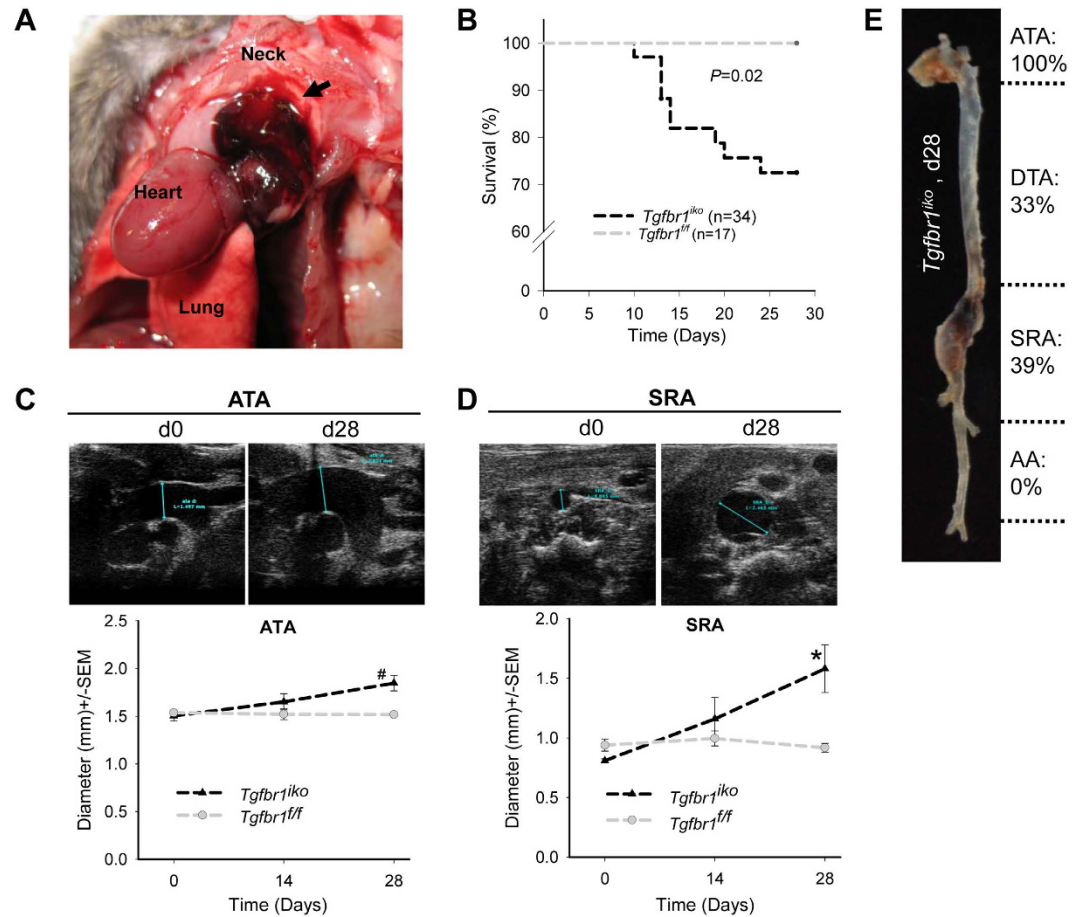 A
Neck
Heart
Lung
B
100
90
80
70
60
0
Survival (%)
P=0.02
Tgfbr1iko (n=34)
Tgfbr1f/f (n=17)
0 5 10 15 20 25 30
Time (Days)
E
Tgfbr1iko , d28
ATA:
100%
DTA:
33%
SRA:
39%
AA:
0%
C
ATA
d0 d28
ATA
2.5
2.0
1.5
1.0
0.5
0.0
Diameter (mm)+/-SEM
#
Tgfbr1iko
Tgfbr1f/f
0 14 28
Time (Days)
D
SRA
d0 d28
SRA
2.0
1.5
1.0
0.5
0.0
Diameter (mm)+/-SEM
*
Tgfbr1iko
Tgfbr1f/f
0 14 28
Time (Days)